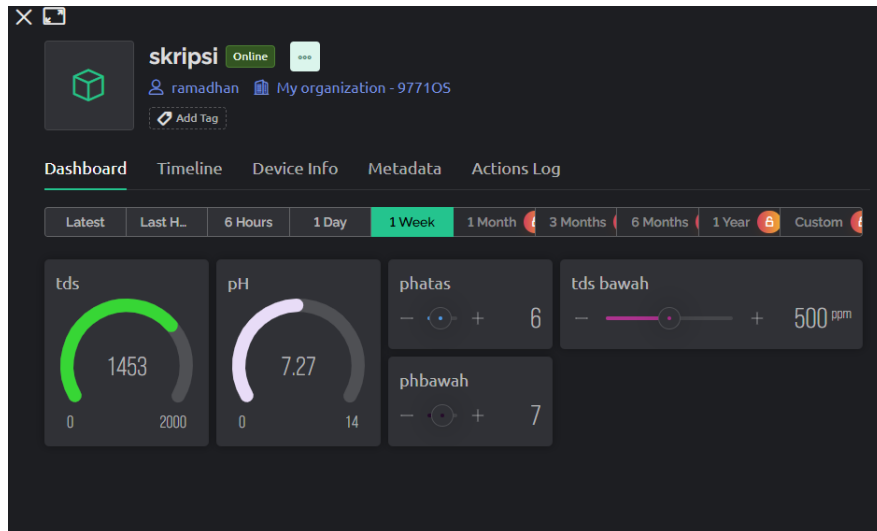 skripsi Online
ramadhan My organization - 9771OS
Add Tag
Dashboard Timeline Device Info Metadata Actions Log
Latest Last H... 6 Hours 1 Day 1 Week 1 Month 3 Months 6 Months 1 Year Custom
tds
1453
0 2000
pH
7.27
0 14
phatas
− + 6
phbawah
− + 7
tds bawah
− + 500 ppm